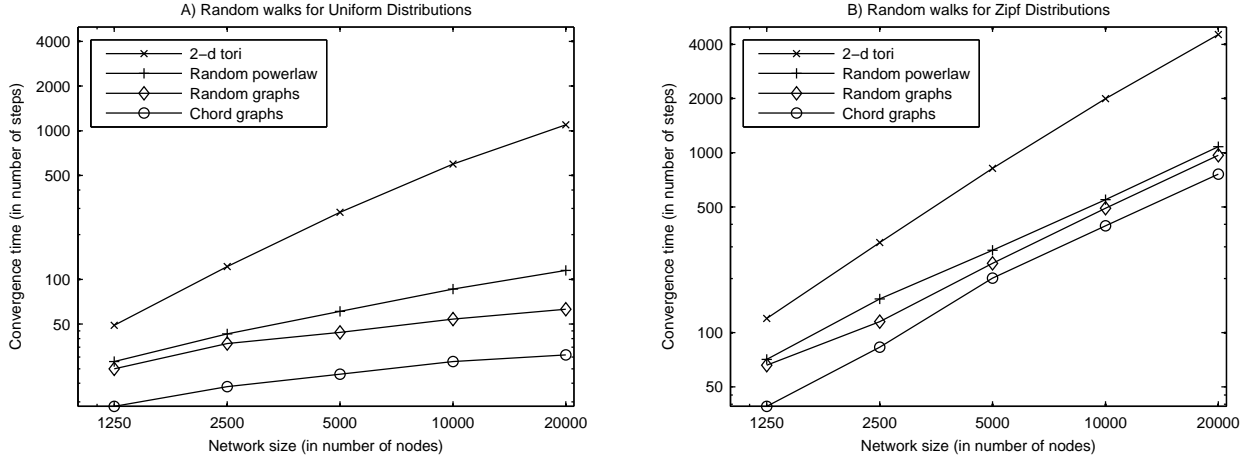 A) Random walks for Uniform Distributions
4000
2000
1000
500
100
50
Convergence time (in number of steps)
2-d tori
Random powerlaw
Random graphs
Chord graphs
1250 2500 5000 10000 20000
Network size (in number of nodes)
B) Random walks for Zipf Distributions
4000
2000
1000
500
100
50
Convergence time (in number of steps)
2-d tori
Random powerlaw
Random graphs
Chord graphs
1250 2500 5000 10000 20000
Network size (in number of nodes)